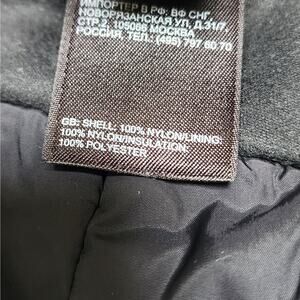 ИМПОРТЕР В РФ: ВФ СНГ,
НОВОРЯЗАНСКАЯ УЛ, Д.31/7,
СТР. 2, 105066 МОСКВА
РОССИЯ. ТЕЛ.: (495) 797 80 70
GB: SHELL: 100% NYLON/LINING:
100% NYLON/INSULATION:
100% POLYESTER